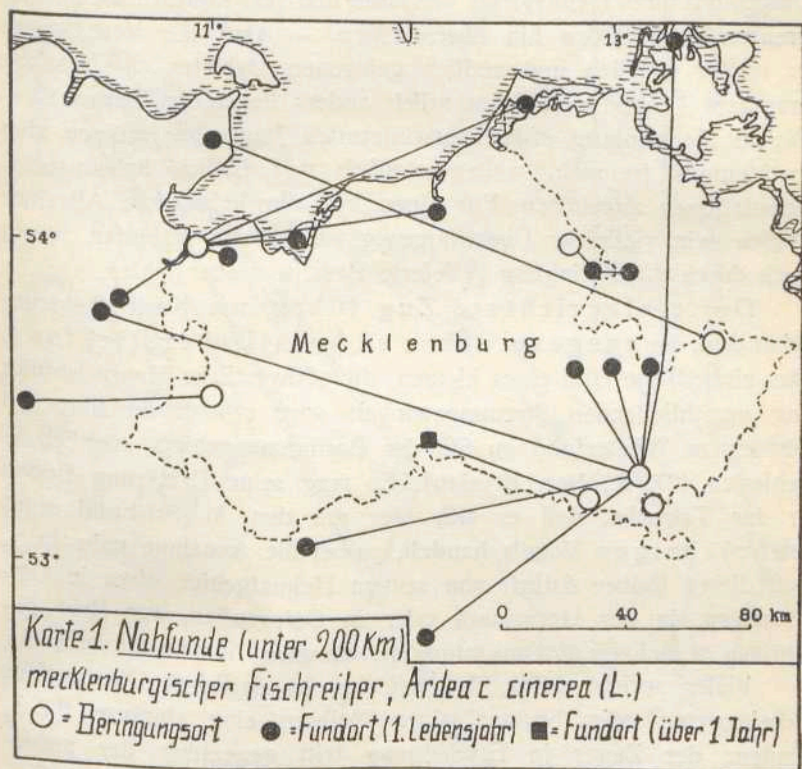 11°
13°
54°
Mecklenburg
53°
0 40 80 km
Karte 1. Nahfunde (unter 200 Km)
mecklenburgischer Fischreiher, Ardea c cinerea (L.)
○ = Beringungsort ● = Fundort (1. Lebensjahr) ■ = Fundort (über 1 Jahr)